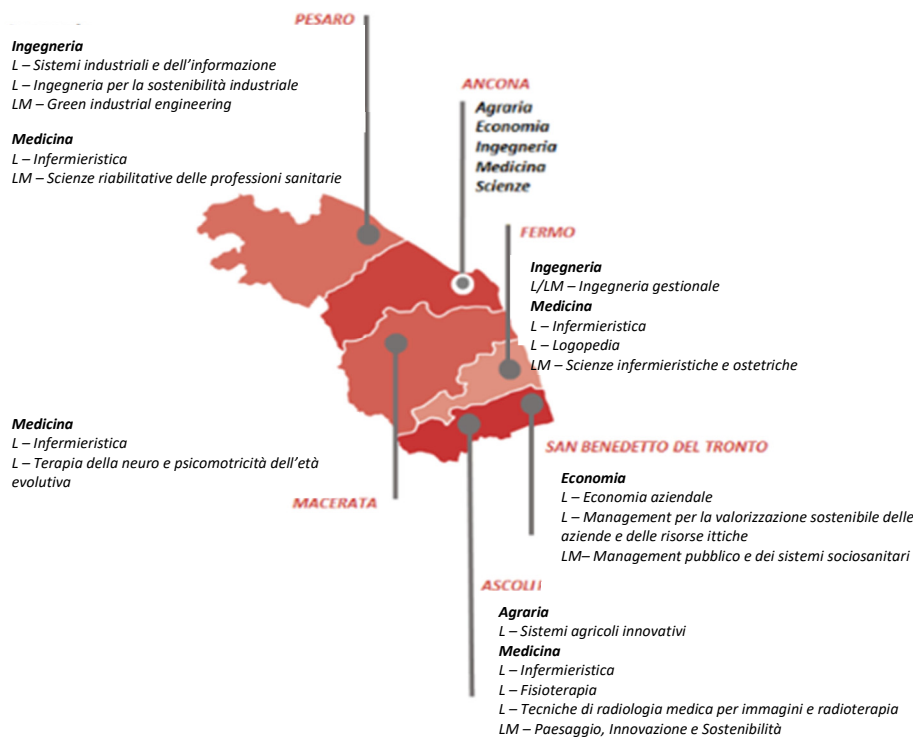 PESARO
Ingegneria
L – Sistemi industriali e dell'informazione
L – Ingegneria per la sostenibilità industriale
LM – Green industrial engineering
Medicina
L – Infermieristica
LM – Scienze riabilitative delle professioni sanitarie
ANCONA
Agraria
Economia
Ingegneria
Medicina
Scienze
FERMO
Ingegneria
L/LM – Ingegneria gestionale
Medicina
L – Infermieristica
L – Logopedia
LM – Scienze infermieristiche e ostetriche
Medicina
L – Infermieristica
L – Terapia della neuro e psicomotricità dell'età
evolutiva
MACERATA
SAN BENEDETTO DEL TRONTO
Economia
L – Economia aziendale
L – Management per la valorizzazione sostenibile delle
aziende e delle risorse ittiche
LM– Management pubblico e dei sistemi sociosanitari
ASCOLI
Agraria
L – Sistemi agricoli innovativi
Medicina
L – Infermieristica
L – Fisioterapia
L – Tecniche di radiologia medica per immagini e radioterapia
LM – Paesaggio, Innovazione e Sostenibilità